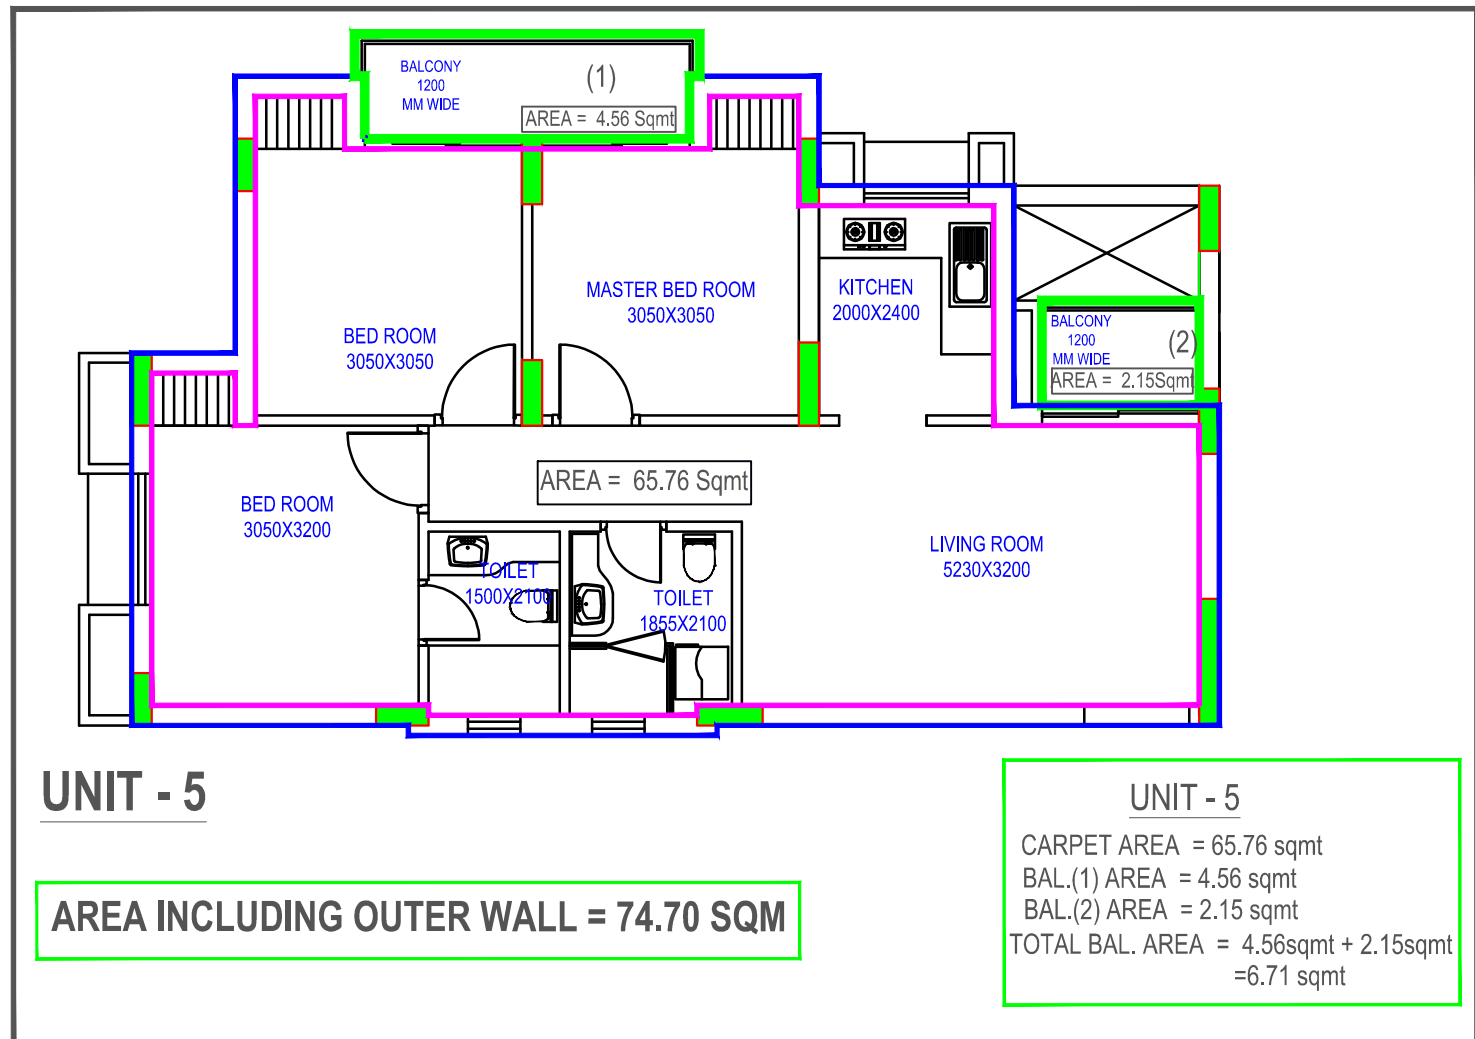 BALCONY
1200
MM WIDE
(1)
AREA = 4.56 Sqmt
MASTER BED ROOM
3050X3050
KITCHEN
2000X2400
BED ROOM
3050X3050
BALCONY
1200
MM WIDE
(2)
AREA = 2.15Sqmt
AREA = 65.76 Sqmt
BED ROOM
3050X3200
LIVING ROOM
5230X3200
TOILET
1500X2100
TOILET
1855X2100
UNIT - 5
AREA INCLUDING OUTER WALL = 74.70 SQM
UNIT - 5
CARPET AREA = 65.76 sqmt
BAL.(1) AREA = 4.56 sqmt
BAL.(2) AREA = 2.15 sqmt
TOTAL BAL. AREA = 4.56sqmt + 2.15sqmt
=6.71 sqmt